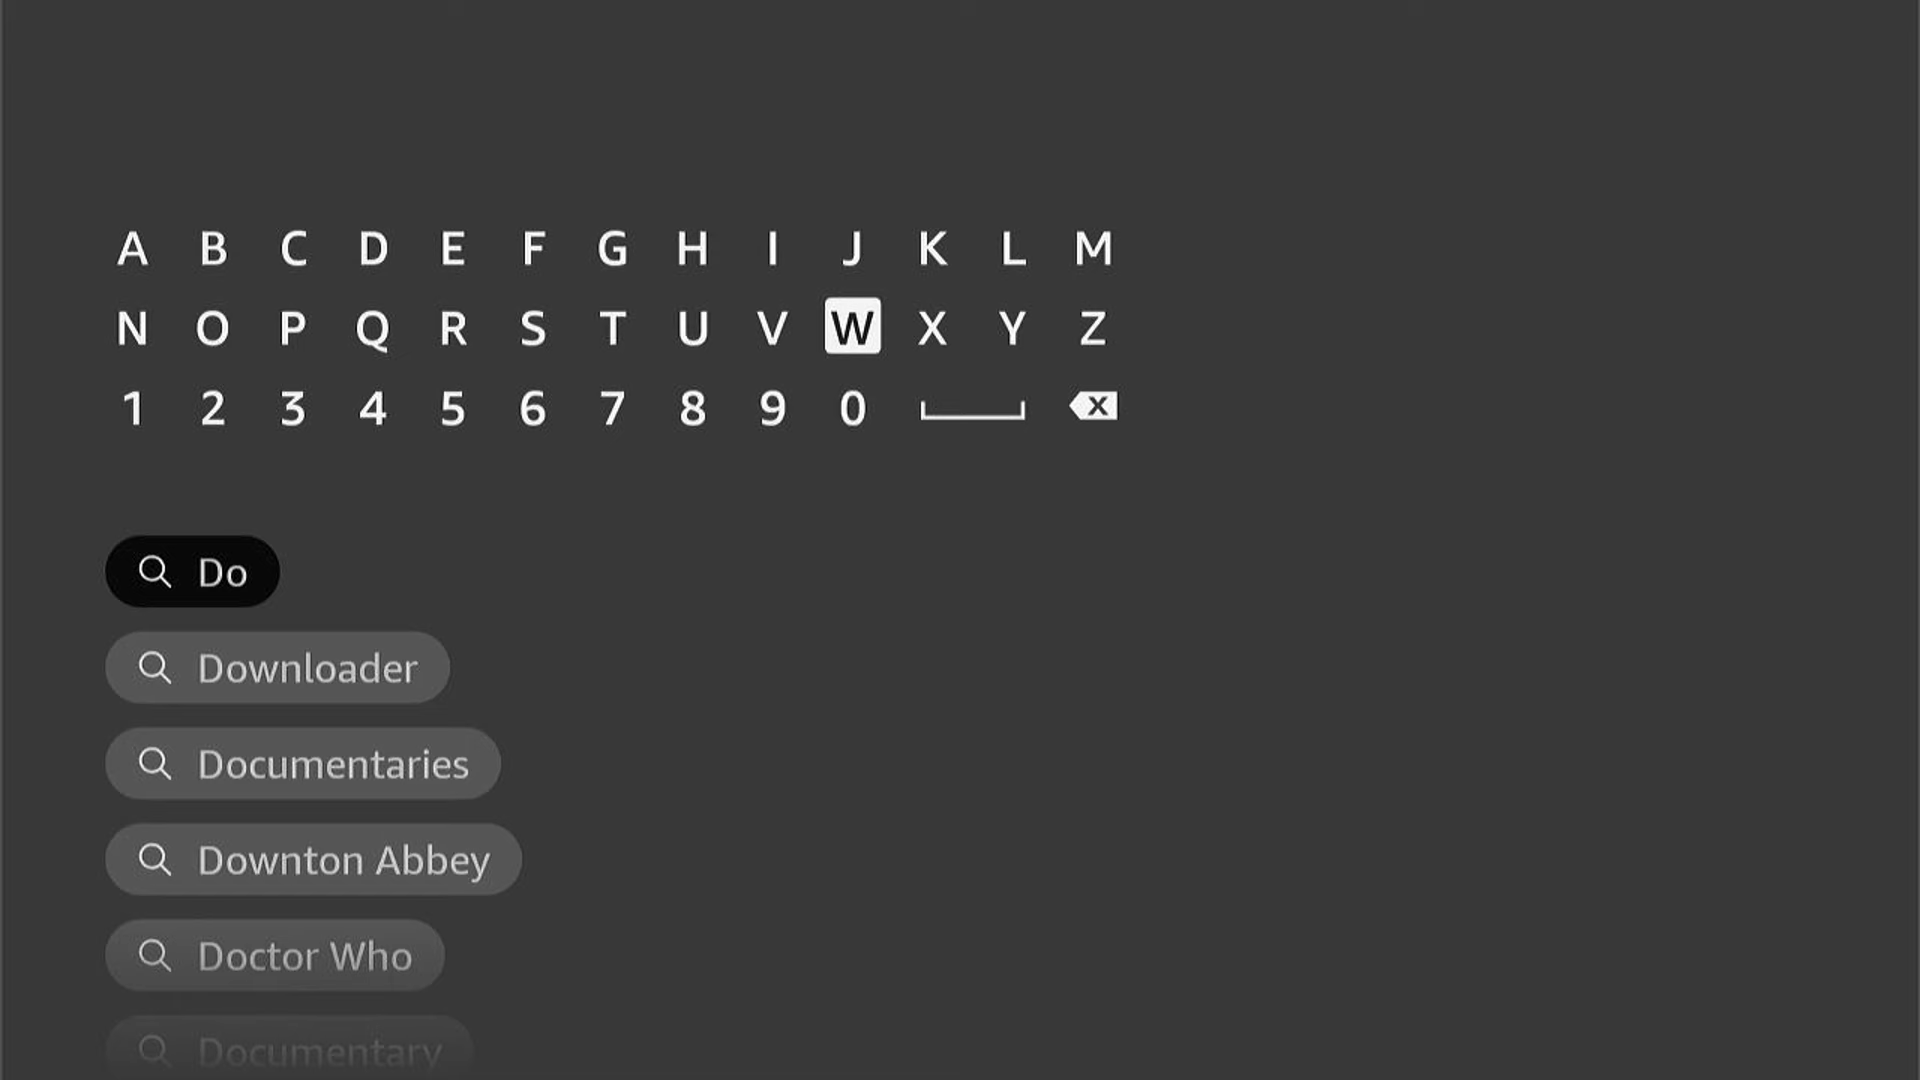 A B C D E F G H I J K L M
N O P Q R S T U V W X Y Z
1 2 3 4 5 6 7 8 9 0
Do
Downloader
Documentaries
Downton Abbey
Doctor Who
Documentary